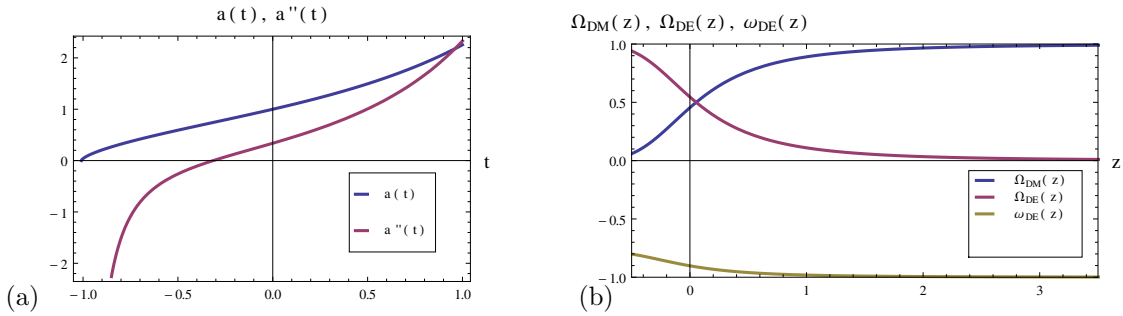 a(t), a''(t)
2
1
0
-1
-2
-1.0 -0.5 0.0 0.5 1.0
t
a(t)
a''(t)
(a)
Ω_DM(z), Ω_DE(z), ω_DE(z)
1.0
0.5
0.0
-0.5
-1.0
0 1 2 3
z
Ω_DM(z)
Ω_DE(z)
ω_DE(z)
(b)